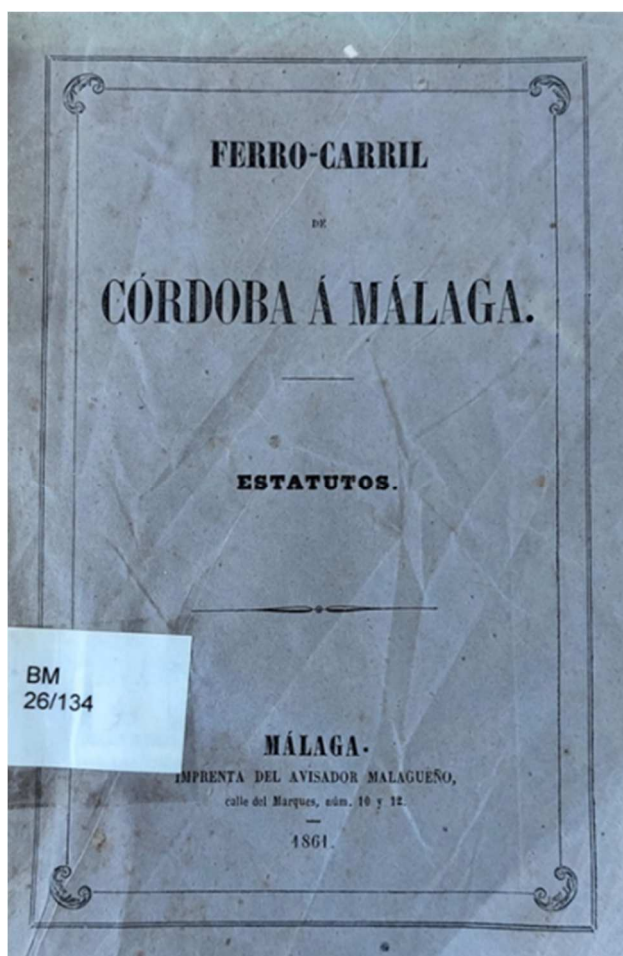 FERRO-CARRIL
DE
CÓRDOBA Á MÁLAGA.
ESTATUTOS.
BM
26/134
MÁLAGA.
IMPRENTA DEL AVISADOR MALAGUEÑO,
calle del Marques, núm. 10 y 12.
1861.